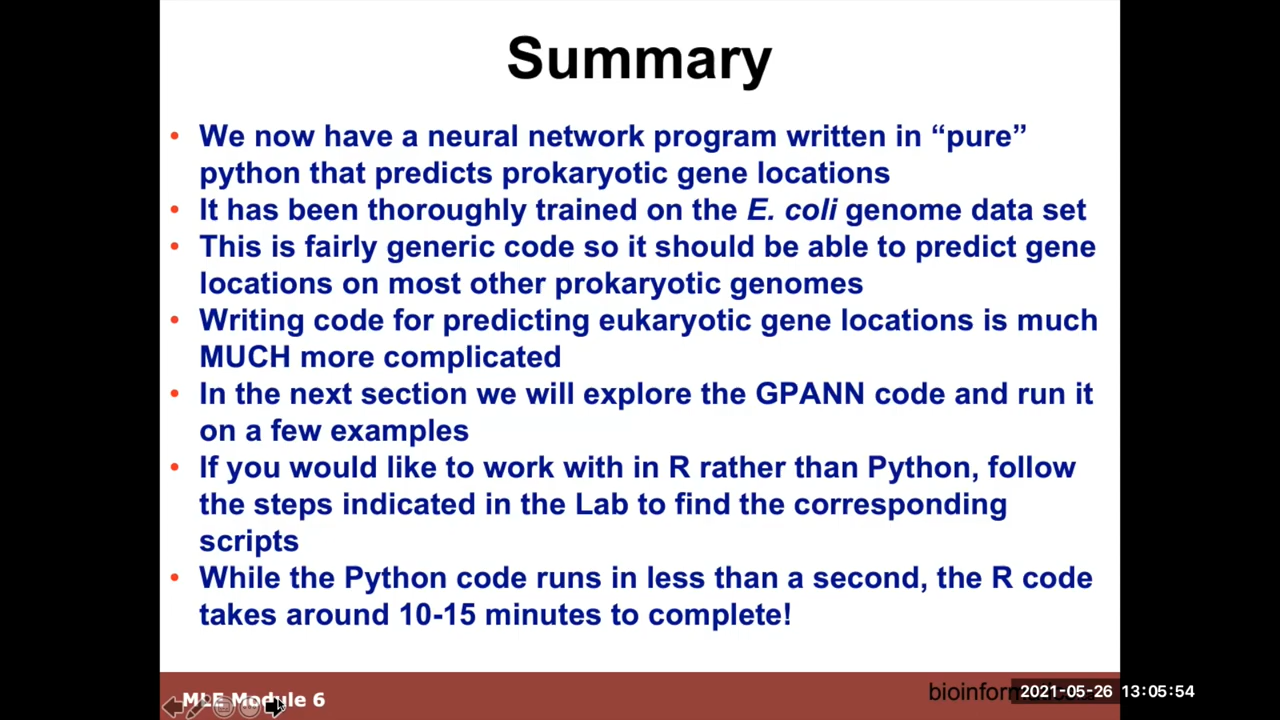 Summary
• We now have a neural network program written in “pure”
python that predicts prokaryotic gene locations
• It has been thoroughly trained on the E. coli genome data set
• This is fairly generic code so it should be able to predict gene
locations on most other prokaryotic genomes
• Writing code for predicting eukaryotic gene locations is much
MUCH more complicated
• In the next section we will explore the GPANN code and run it
on a few examples
• If you would like to work with in R rather than Python, follow
the steps indicated in the Lab to find the corresponding
scripts
• While the Python code runs in less than a second, the R code
takes around 10-15 minutes to complete!
MLE Module 6
2021-05-26 13:05:54